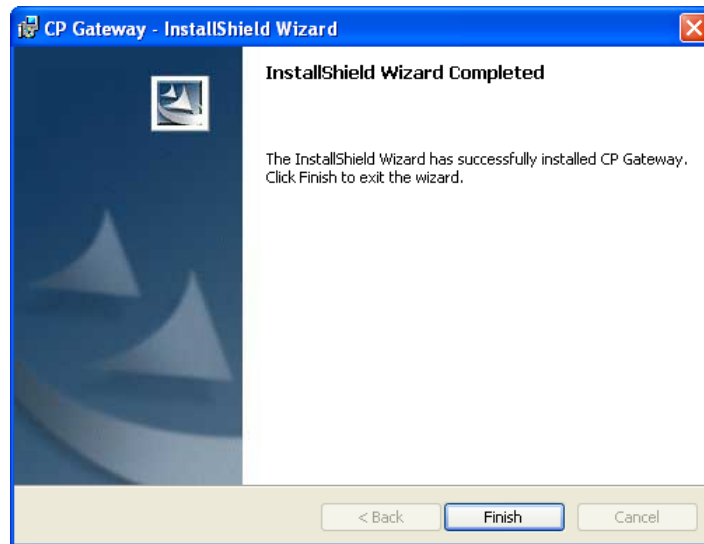 CP Gateway - InstallShield Wizard
InstallShield Wizard Completed
The InstallShield Wizard has successfully installed CP Gateway.
Click Finish to exit the wizard.
< Back Finish Cancel